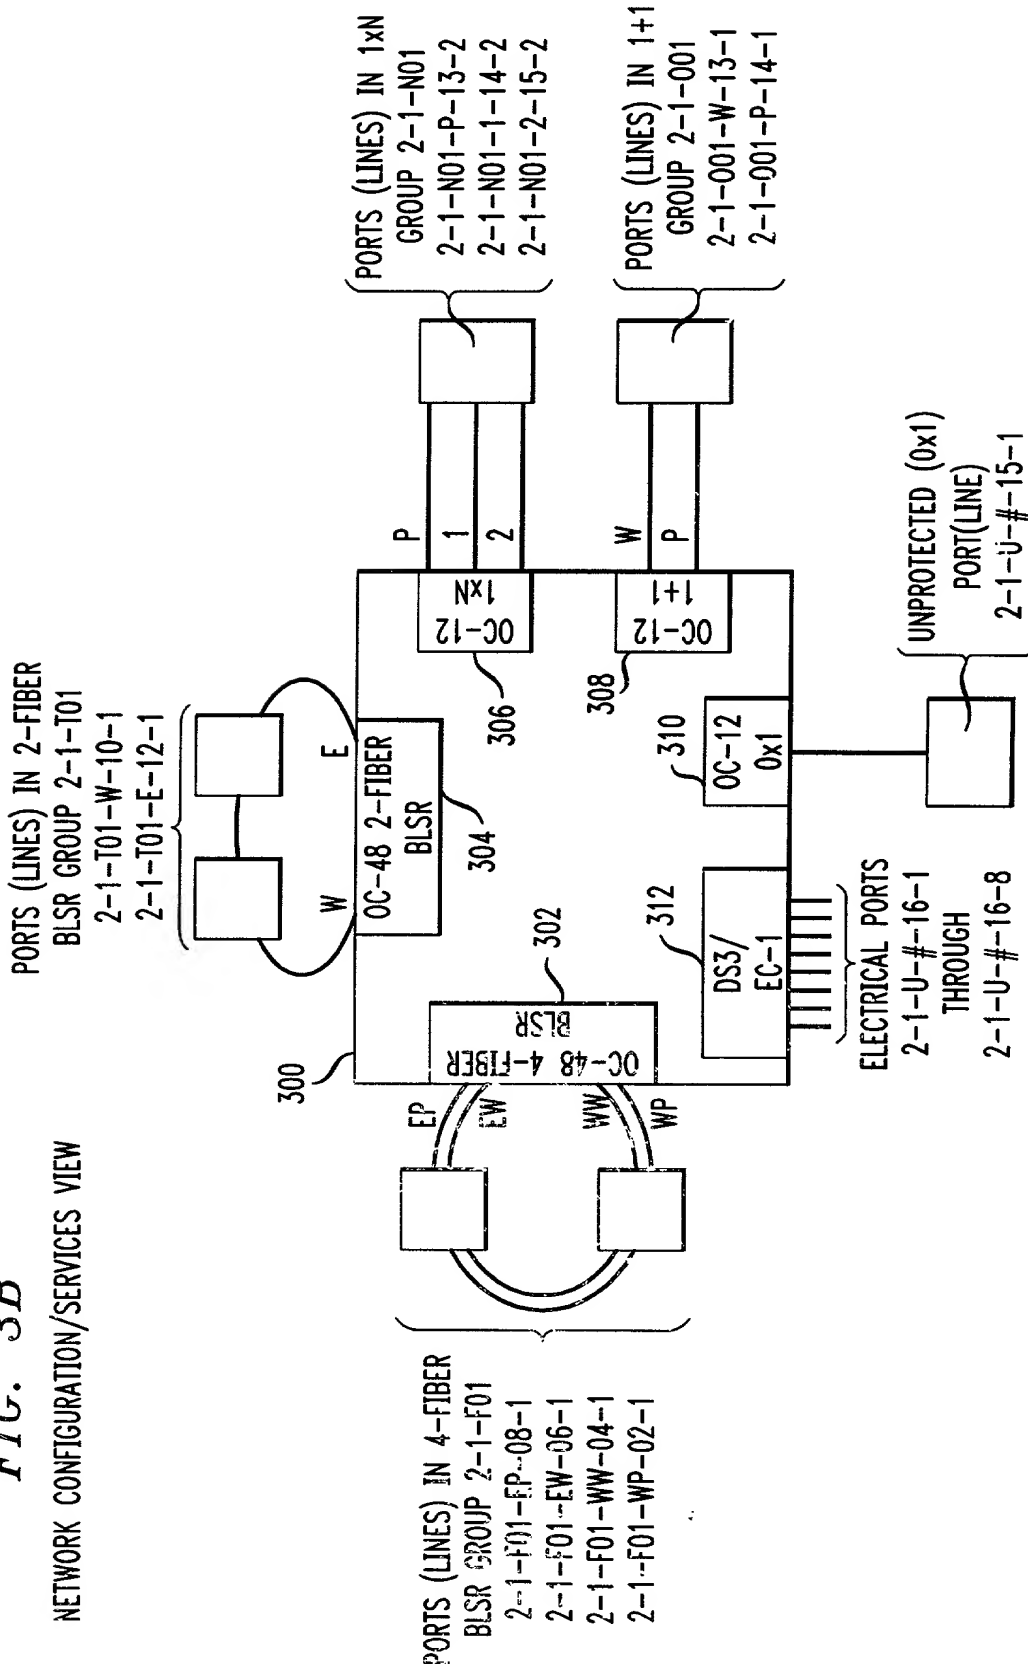 FIG. 3B
NETWORK CONFIGURATION/SERVICES VIEW
PORTS (LINES) IN 2-FIBER
BLSR GROUP 2-1-T01
2-1-T01-W-10-1
2-1-T01-E-12-1
W
E
OC-48 2-FIBER
BLSR
304
300
PORTS (LINES) IN 4-FIBER
BLSR GROUP 2-1-F01
2-1-F01-EP-08-1
2-1-F01-EW-06-1
2-1-F01-WW-04-1
2-1-F01-WP-02-1
EP
EW
WW
WP
OC-48 4-FIBER
BLSR
302
PORTS (LINES) IN 1xN
GROUP 2-1-N01
2-1-N01-P-13-2
2-1-N01-1-14-2
2-1-N01-2-15-2
P
1
2
OC-12
1xN
306
PORTS (LINES) IN 1+1
GROUP 2-1-001
2-1-001-W-13-1
2-1-001-P-14-1
W
P
OC-12
1+1
308
310
OC-12
0x1
UNPROTECTED (0x1)
PORT(LINE)
2-1-U-#-15-1
312
DS3/
EC-1
ELECTRICAL PORTS
2-1-U-#-16-1
THROUGH
2-1-U-#-16-8